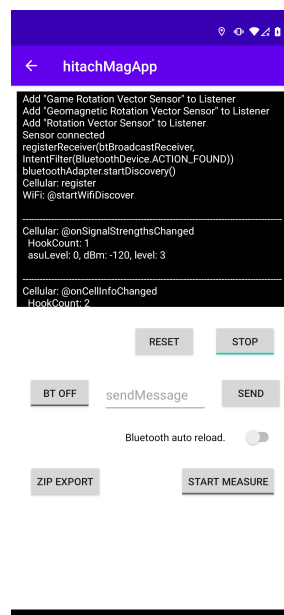 hitachMagApp
Add "Game Rotation Vector Sensor" to Listener
Add "Geomagnetic Rotation Vector Sensor" to Listener
Add "Rotation Vector Sensor" to Listener
Sensor connected
registerReceiver(btBroadcastReceiver,
IntentFilter(BluetoothDevice.ACTION_FOUND))
bluetoothAdapter.startDiscovery()
Cellular: register
WiFi: @startWifiDiscover
Cellular: @onSignalStrengthsChanged
HookCount: 1
asuLevel: 0, dBm: -120, level: 3
Cellular: @onCellInfoChanged
HookCount: 2
RESET STOP
BT OFF sendMessage SEND
Bluetooth auto reload.
ZIP EXPORT START MEASURE